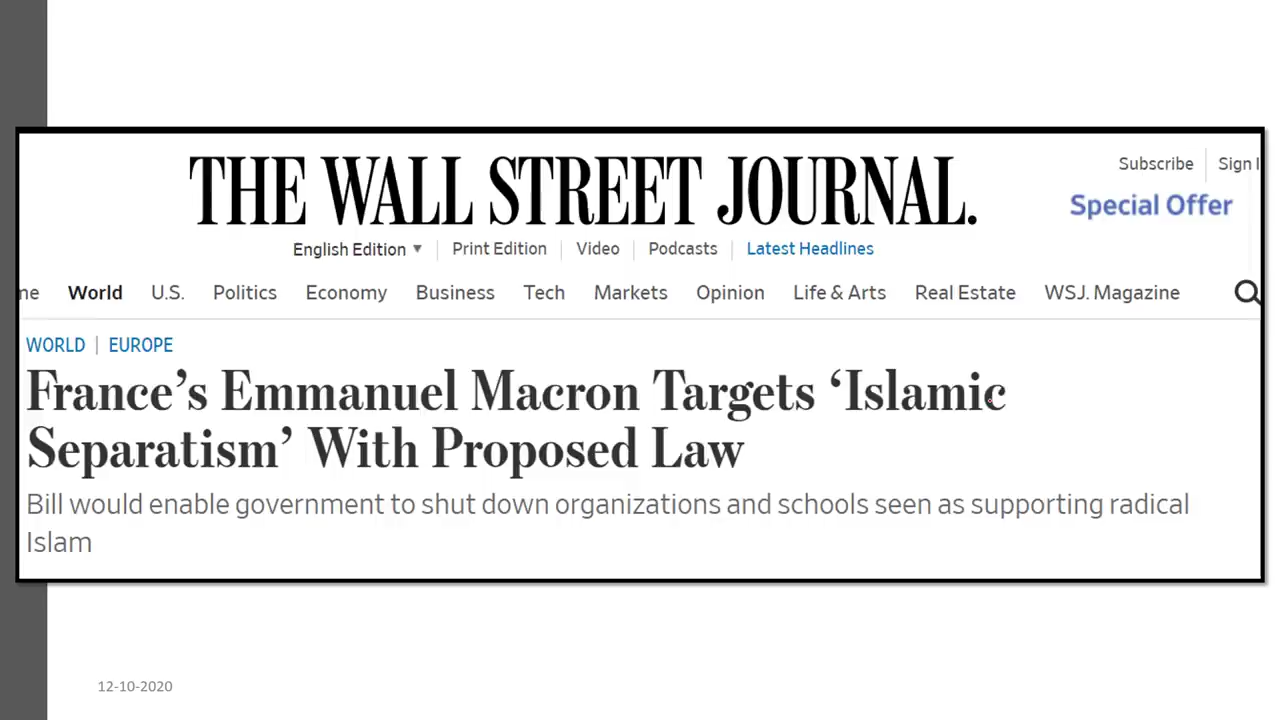 THE WALL STREET JOURNAL.
Subscribe Sign I
Special Offer
English Edition Print Edition Video Podcasts Latest Headlines
ne World U.S. Politics Economy Business Tech Markets Opinion Life & Arts Real Estate WSJ. Magazine
WORLD | EUROPE
France’s Emmanuel Macron Targets ‘Islamic
Separatism’ With Proposed Law
Bill would enable government to shut down organizations and schools seen as supporting radical
Islam
12-10-2020